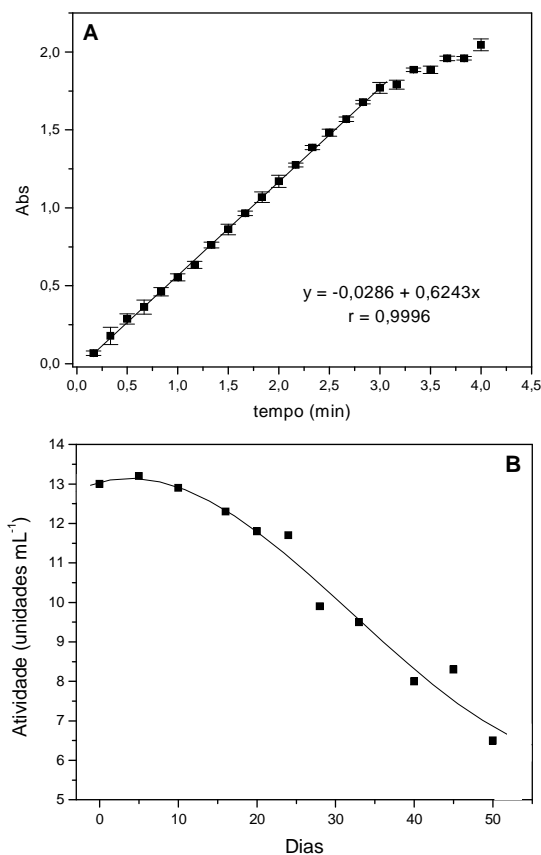 A
2,0
1,5
Abs
1,0
0,5
y = -0,0286 + 0,6243x
r = 0,9996
0,0
0,0 0,5 1,0 1,5 2,0 2,5 3,0 3,5 4,0 4,5
tempo (min)
B
14
13
12
11
10
9
8
7
6
5
Atividade (unidades mL⁻¹)
0 10 20 30 40 50
Dias